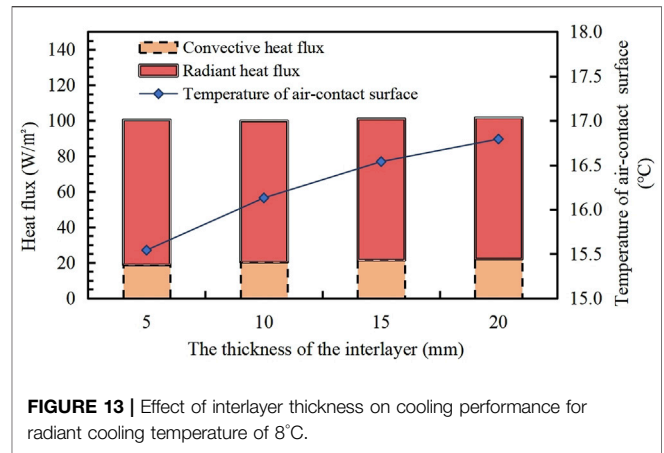 140
120
100
80
60
40
20
0
Heat flux (W/m²)
Convective heat flux
Radiant heat flux
Temperature of air-contact surface
18.0
17.5
17.0
16.5
16.0
15.5
15.0
Temperature of air-contact surface
(℃)
5 10 15 20
The thickness of the interlayer (mm)
FIGURE 13 | Effect of interlayer thickness on cooling performance for
radiant cooling temperature of 8°C.